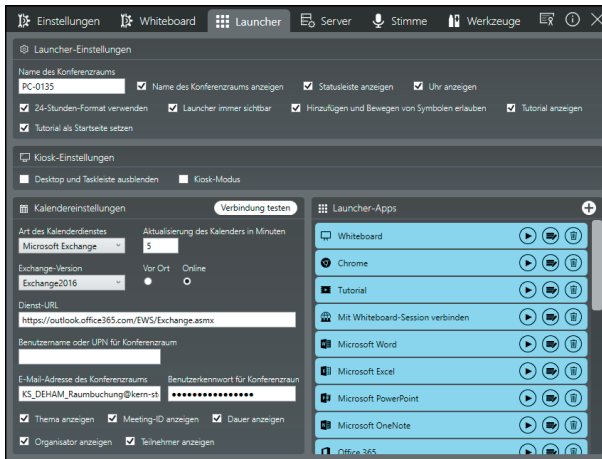 Einstellungen Whiteboard Launcher Server Stimme Werkzeuge
Launcher-Einstellungen
Name des Konferenzraums
PC-0135 Name des Konferenzraums anzeigen Statusleiste anzeigen Uhr anzeigen
24-Stunden-Format verwenden Launcher immer sichtbar Hinzufügen und Bewegen von Symbolen erlauben Tutorial anzeigen
Tutorial als Startseite setzen
Kiosk-Einstellungen
Desktop und Taskleiste ausblenden Kiosk-Modus
Kalendereinstellungen Verbindung testen
Art des Kalenderdienstes Aktualisierung des Kalenders in Minuten
Microsoft Exchange 5
Exchange-Version Vor Ort Online
Exchange2016
Dienst-URL
https://outlook.office365.com/EWS/Exchange.asmx
Benutzername oder UPN für Konferenzraum
E-Mail-Adresse des Konferenzraums Benutzerkennwort für Konferenzraun
KS_DEHAM_Raumbuchung@kern-st ●●●●●●●●●●●●●●●●
Thema anzeigen Meeting-ID anzeigen Dauer anzeigen
Organisator anzeigen Teilnehmer anzeigen
Launcher-Apps
Whiteboard
Chrome
Tutorial
Mit Whiteboard-Session verbinden
Microsoft Word
Microsoft Excel
Microsoft PowerPoint
Microsoft OneNote
Office 365